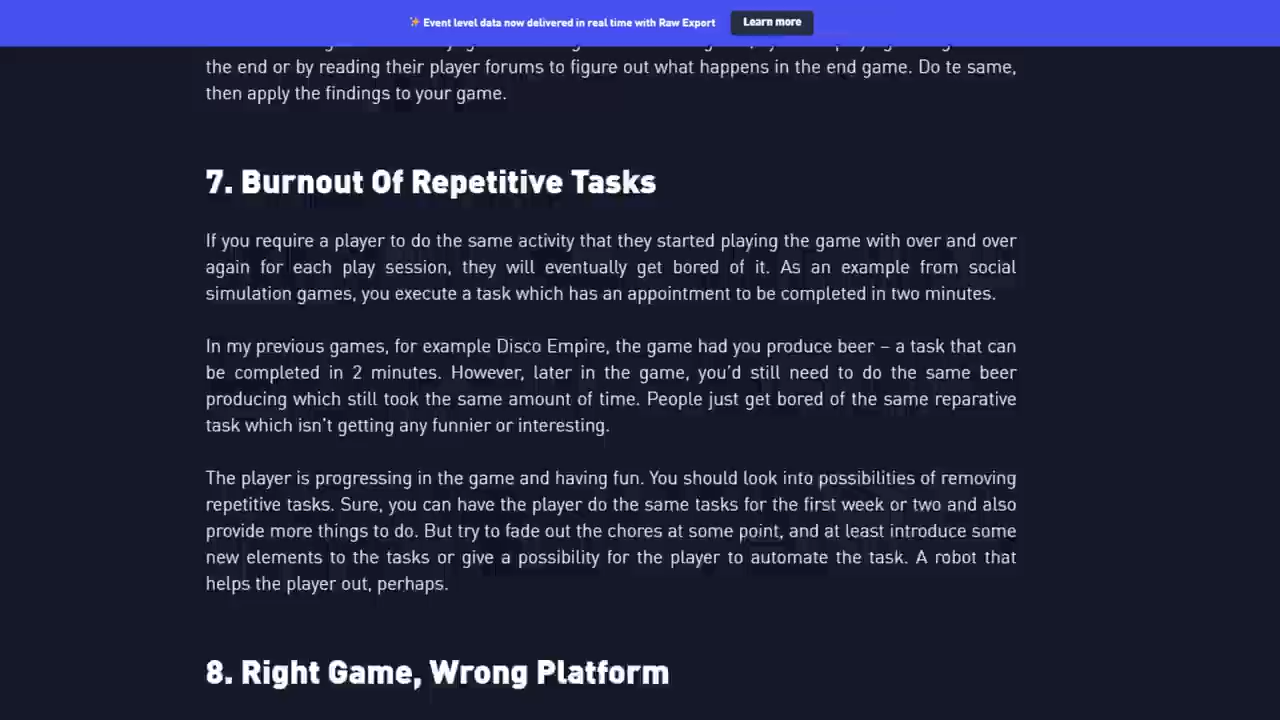 ✨ Event level data now delivered in real time with Raw Export
Learn more
the end or by reading their player forums to figure out what happens in the end game. Do te same,
then apply the findings to your game.
7. Burnout Of Repetitive Tasks
If you require a player to do the same activity that they started playing the game with over and over
again for each play session, they will eventually get bored of it. As an example from social
simulation games, you execute a task which has an appointment to be completed in two minutes.
In my previous games, for example Disco Empire, the game had you produce beer – a task that can
be completed in 2 minutes. However, later in the game, you'd still need to do the same beer
producing which still took the same amount of time. People just get bored of the same reparative
task which isn't getting any funnier or interesting.
The player is progressing in the game and having fun. You should look into possibilities of removing
repetitive tasks. Sure, you can have the player do the same tasks for the first week or two and also
provide more things to do. But try to fade out the chores at some point, and at least introduce some
new elements to the tasks or give a possibility for the player to automate the task. A robot that
helps the player out, perhaps.
8. Right Game, Wrong Platform